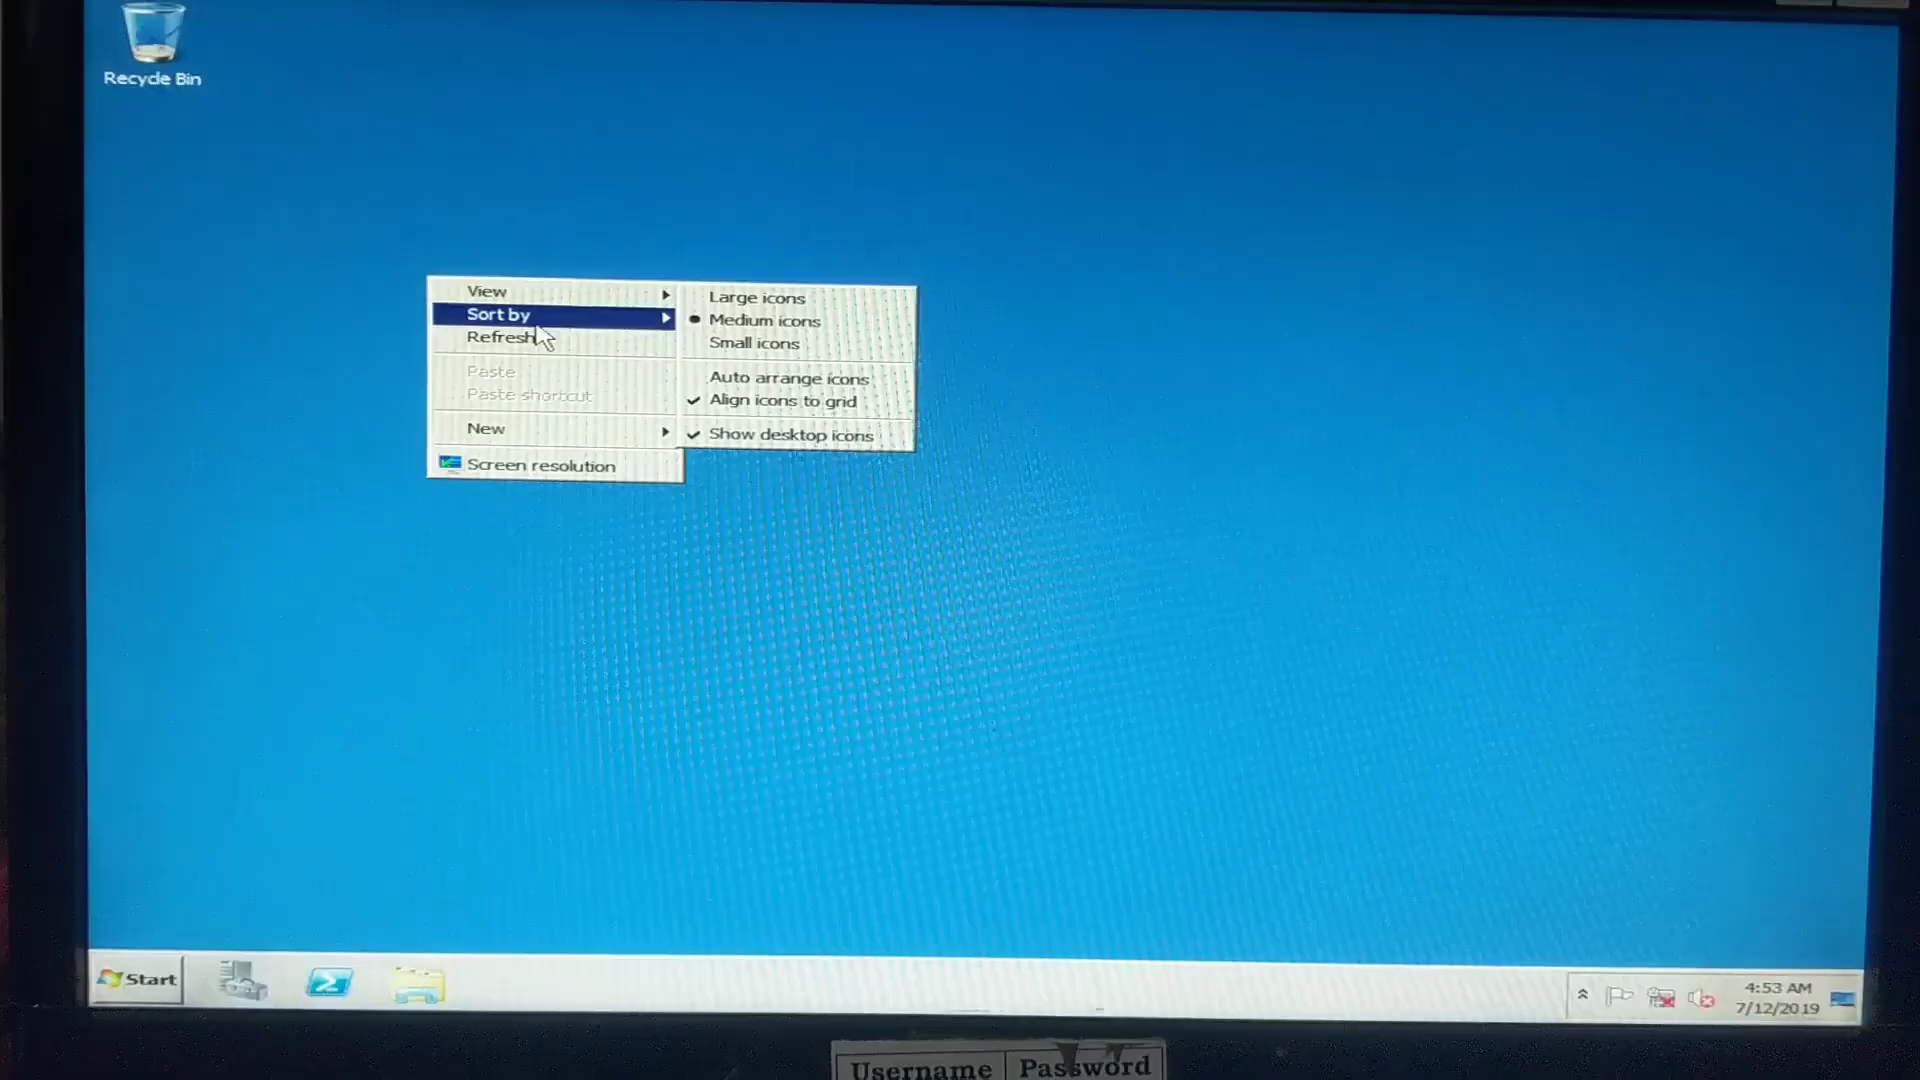 Recycle Bin
View
Sort by
Refresh
Paste
Paste shortcut
New
Screen resolution
Large icons
Medium icons
Small icons
Auto arrange icons
Align icons to grid
Show desktop icons
Start
4:53 AM
7/12/2019
Username Password